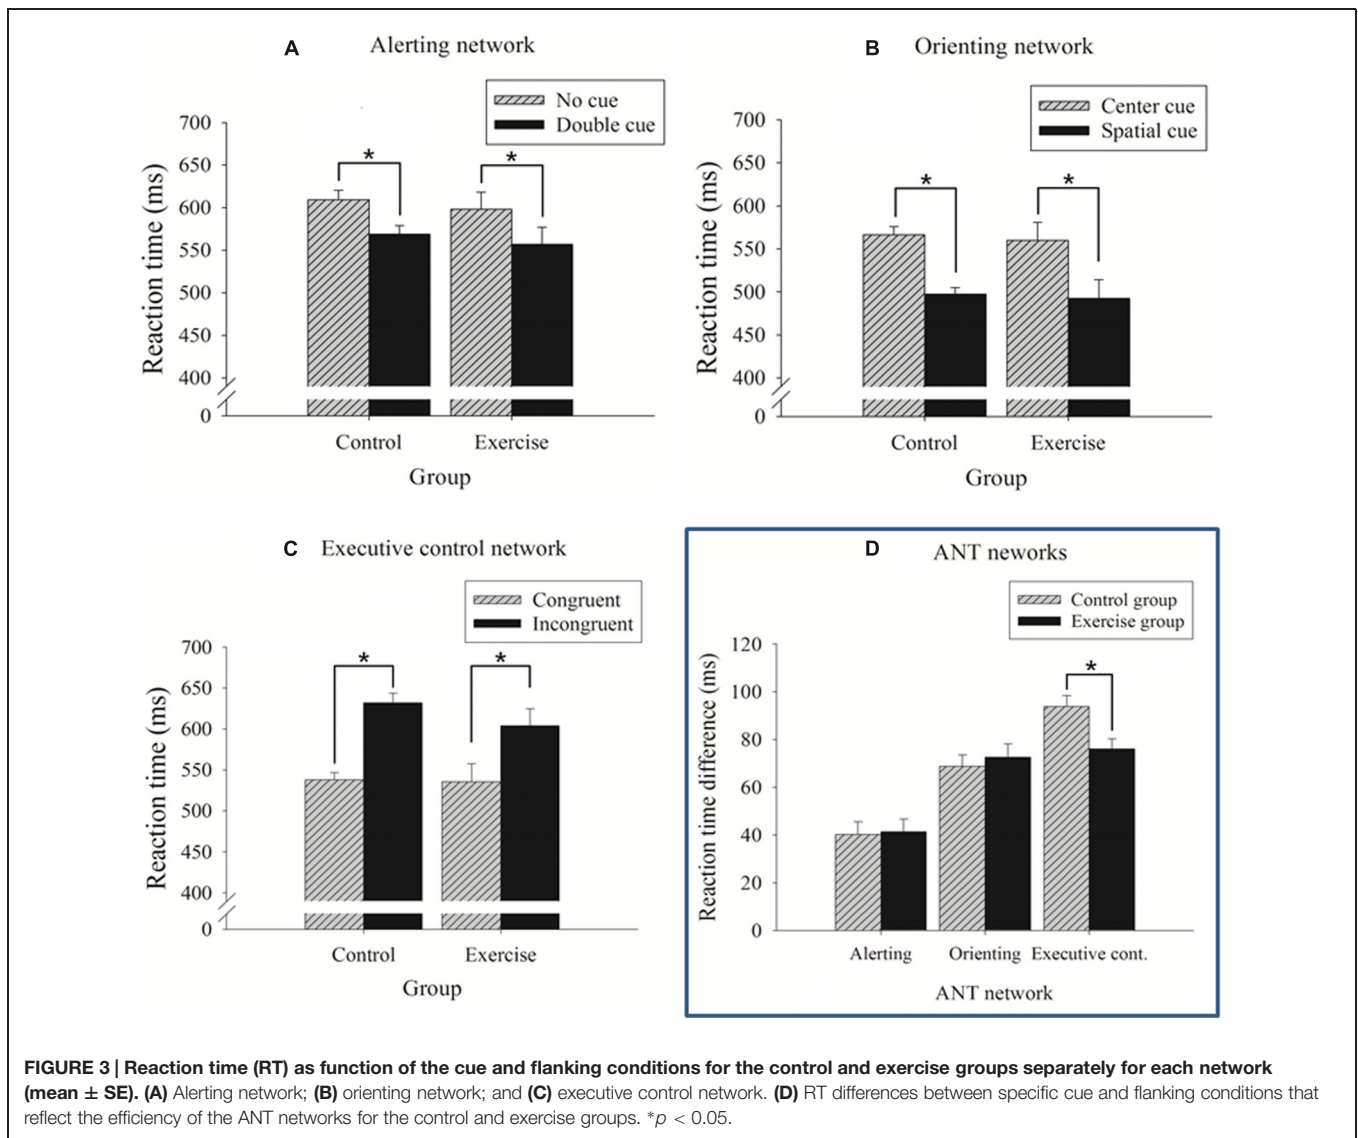 A Alerting network
No cue
Double cue
700
650
600
550
500
450
400
0
Reaction time (ms)
* *
Control Exercise
Group
B Orienting network
Center cue
Spatial cue
700
650
600
550
500
450
400
0
Reaction time (ms)
* *
Control Exercise
Group
C Executive control network
Congruent
Incongruent
700
650
600
550
500
450
400
0
Reaction time (ms)
* *
Control Exercise
Group
D ANT neworks
Control group
Exercise group
120
100
80
60
40
20
0
Reaction time difference (ms)
*
Alerting Orienting Executive cont.
ANT network
FIGURE 3 | Reaction time (RT) as function of the cue and flanking conditions for the control and exercise groups separately for each network
(mean ± SE). (A) Alerting network; (B) orienting network; and (C) executive control network. (D) RT differences between specific cue and flanking conditions that
reflect the efficiency of the ANT networks for the control and exercise groups. *p < 0.05.